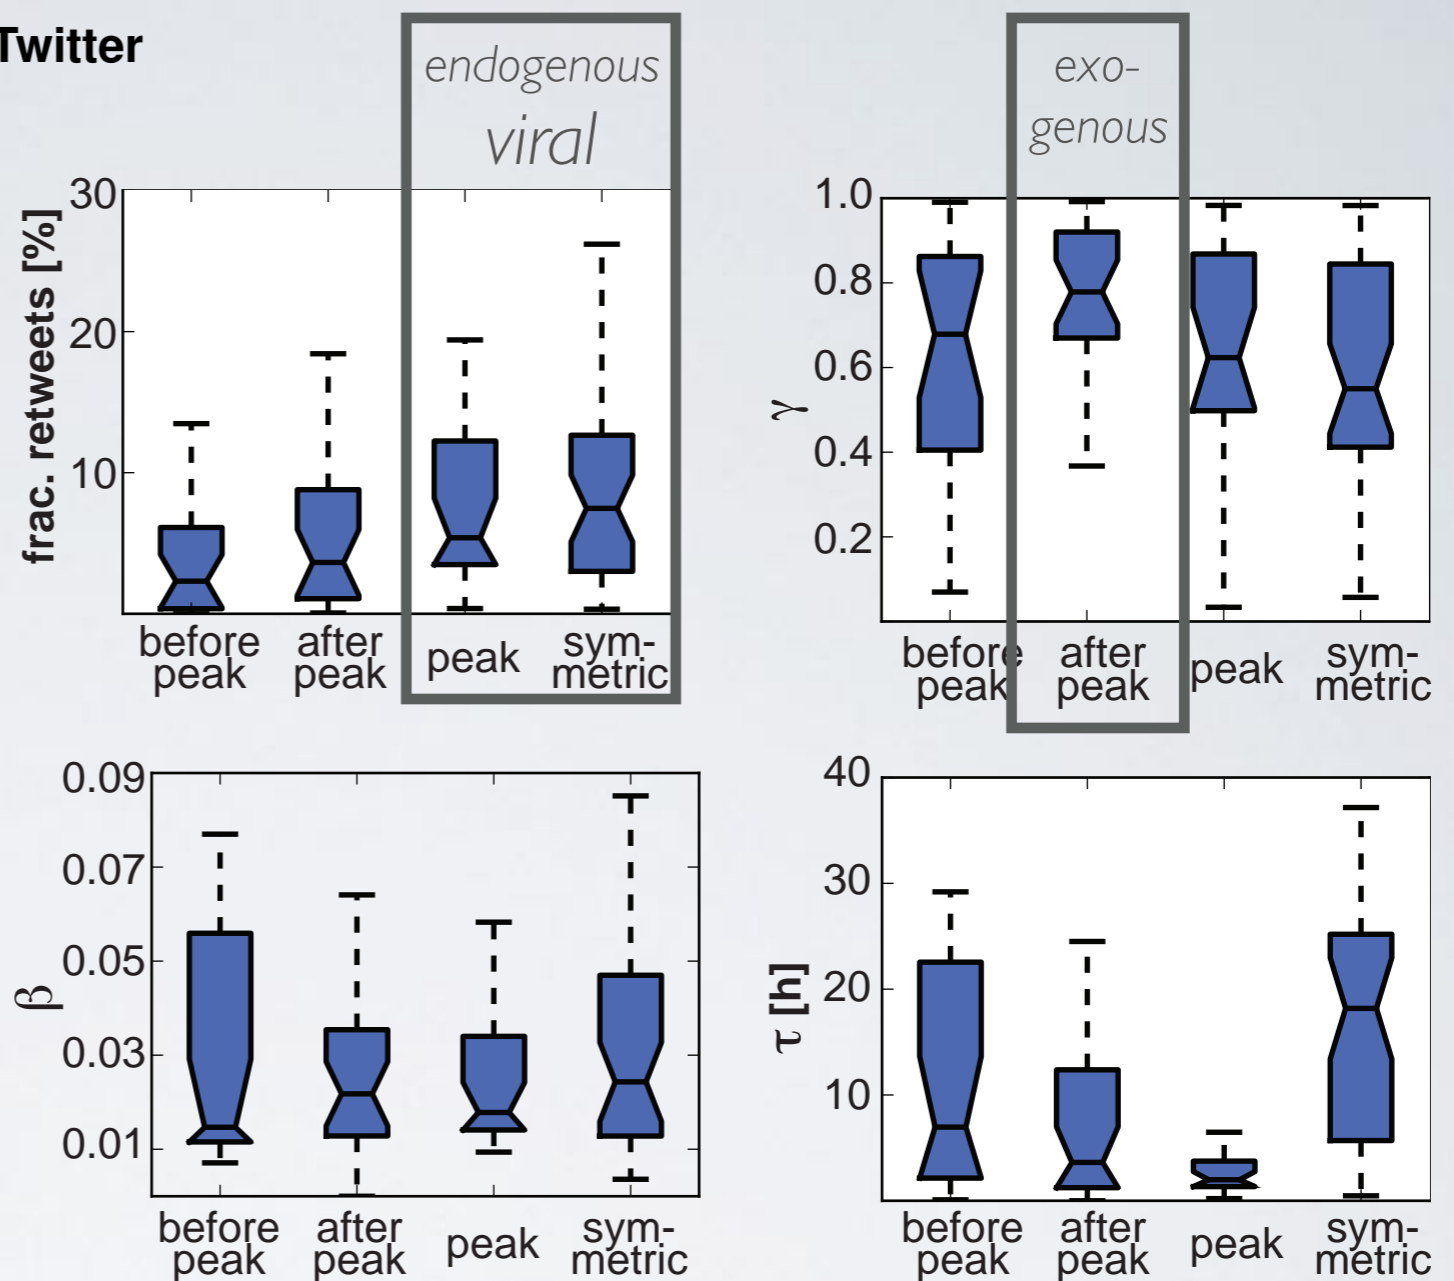 Twitter
endogenous
viral
frac. retweets [%]
30
20
10
before
peak
after
peak
peak
sym-
metric
exo-
genous
γ
1.0
0.8
0.6
0.4
0.2
before
peak
after
peak
peak
sym-
metric
β
0.09
0.07
0.05
0.03
0.01
before
peak
after
peak
peak
sym-
metric
τ [h]
40
30
20
10
before
peak
after
peak
peak
sym-
metric